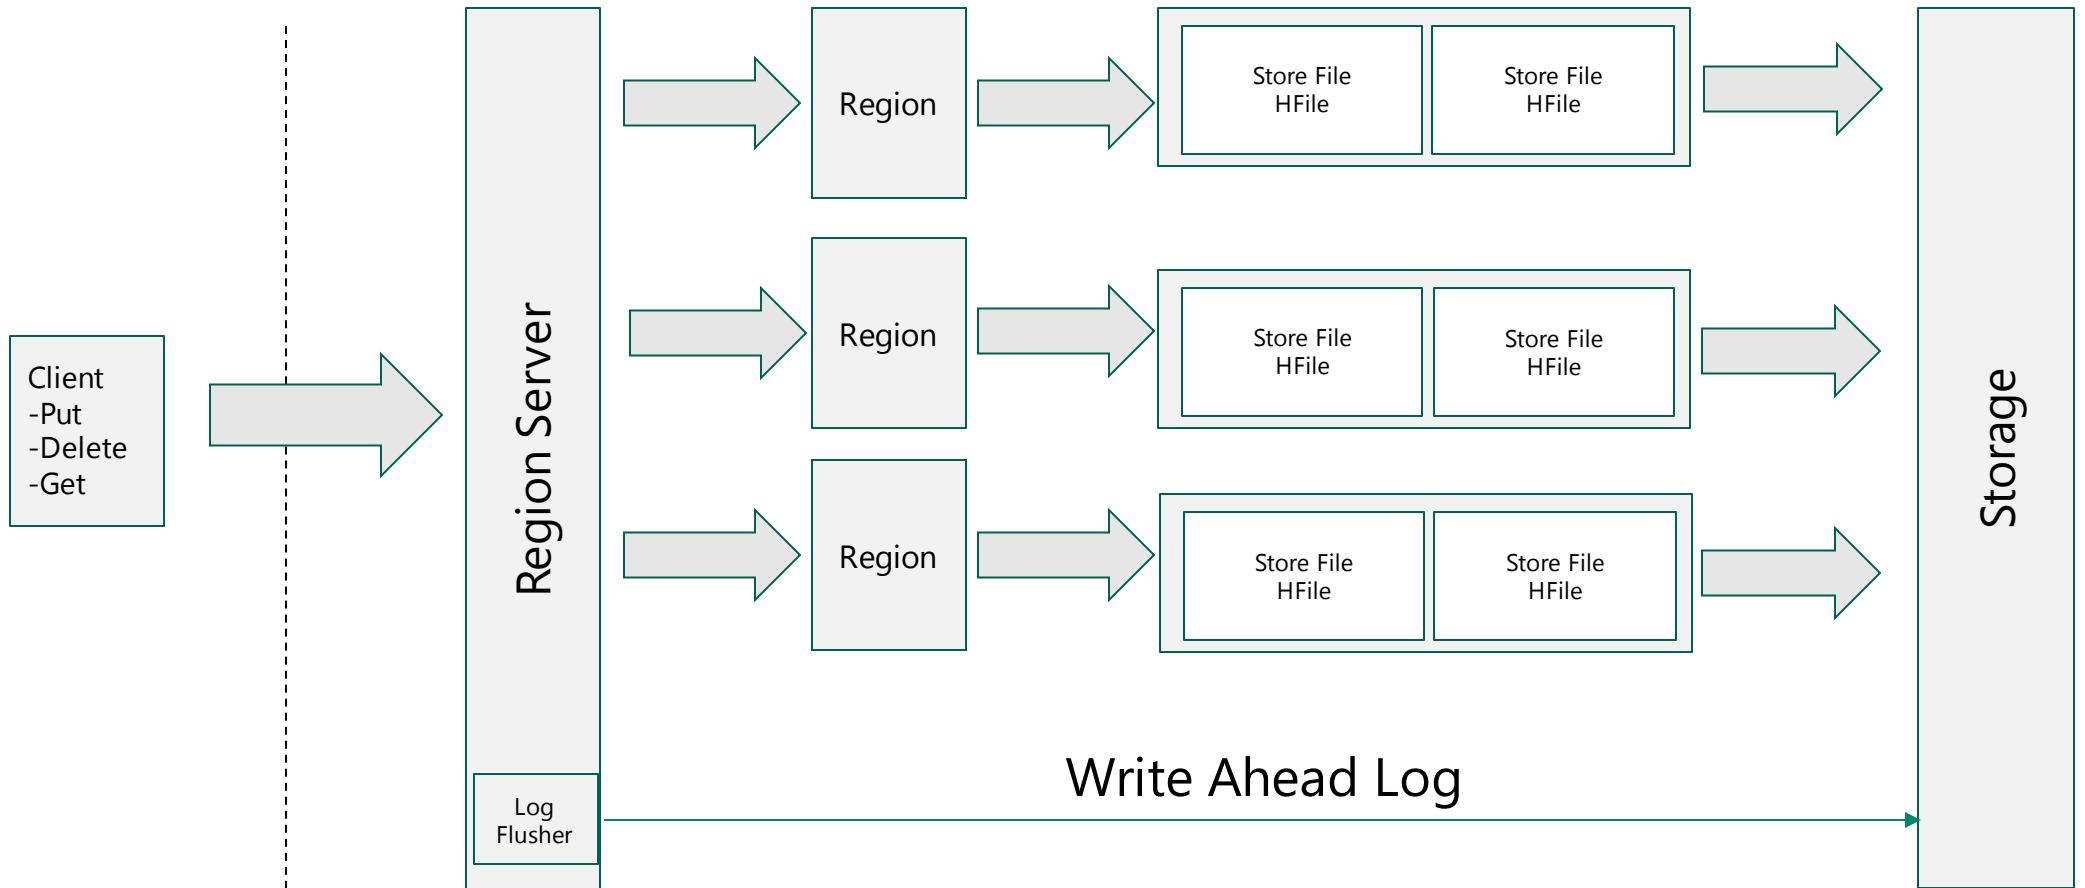 Client
-Put
-Delete
-Get
Region Server
Log
Flusher
Region
Store File
HFile
Store File
HFile
Region
Store File
HFile
Store File
HFile
Region
Store File
HFile
Store File
HFile
Write Ahead Log
Storage